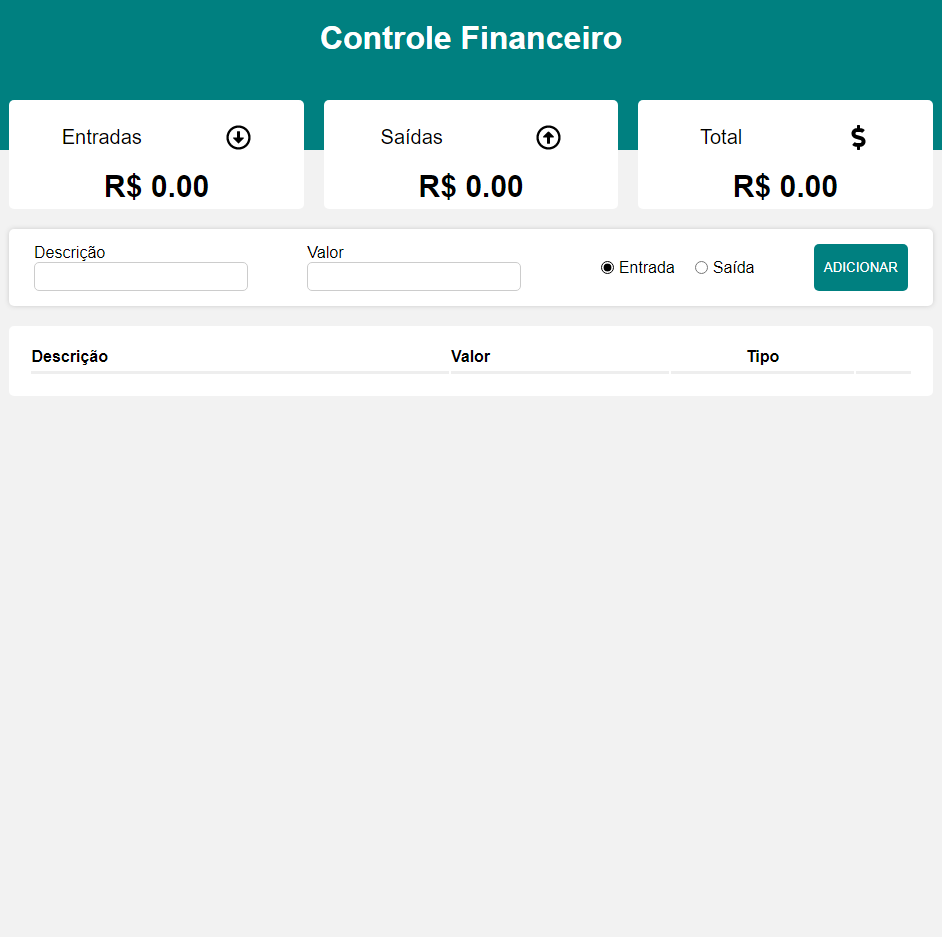 Controle Financeiro
Entradas
R$ 0.00
Saídas
R$ 0.00
Total
$
R$ 0.00
Descrição
Valor
Entrada Saída
ADICIONAR
Descrição Valor Tipo